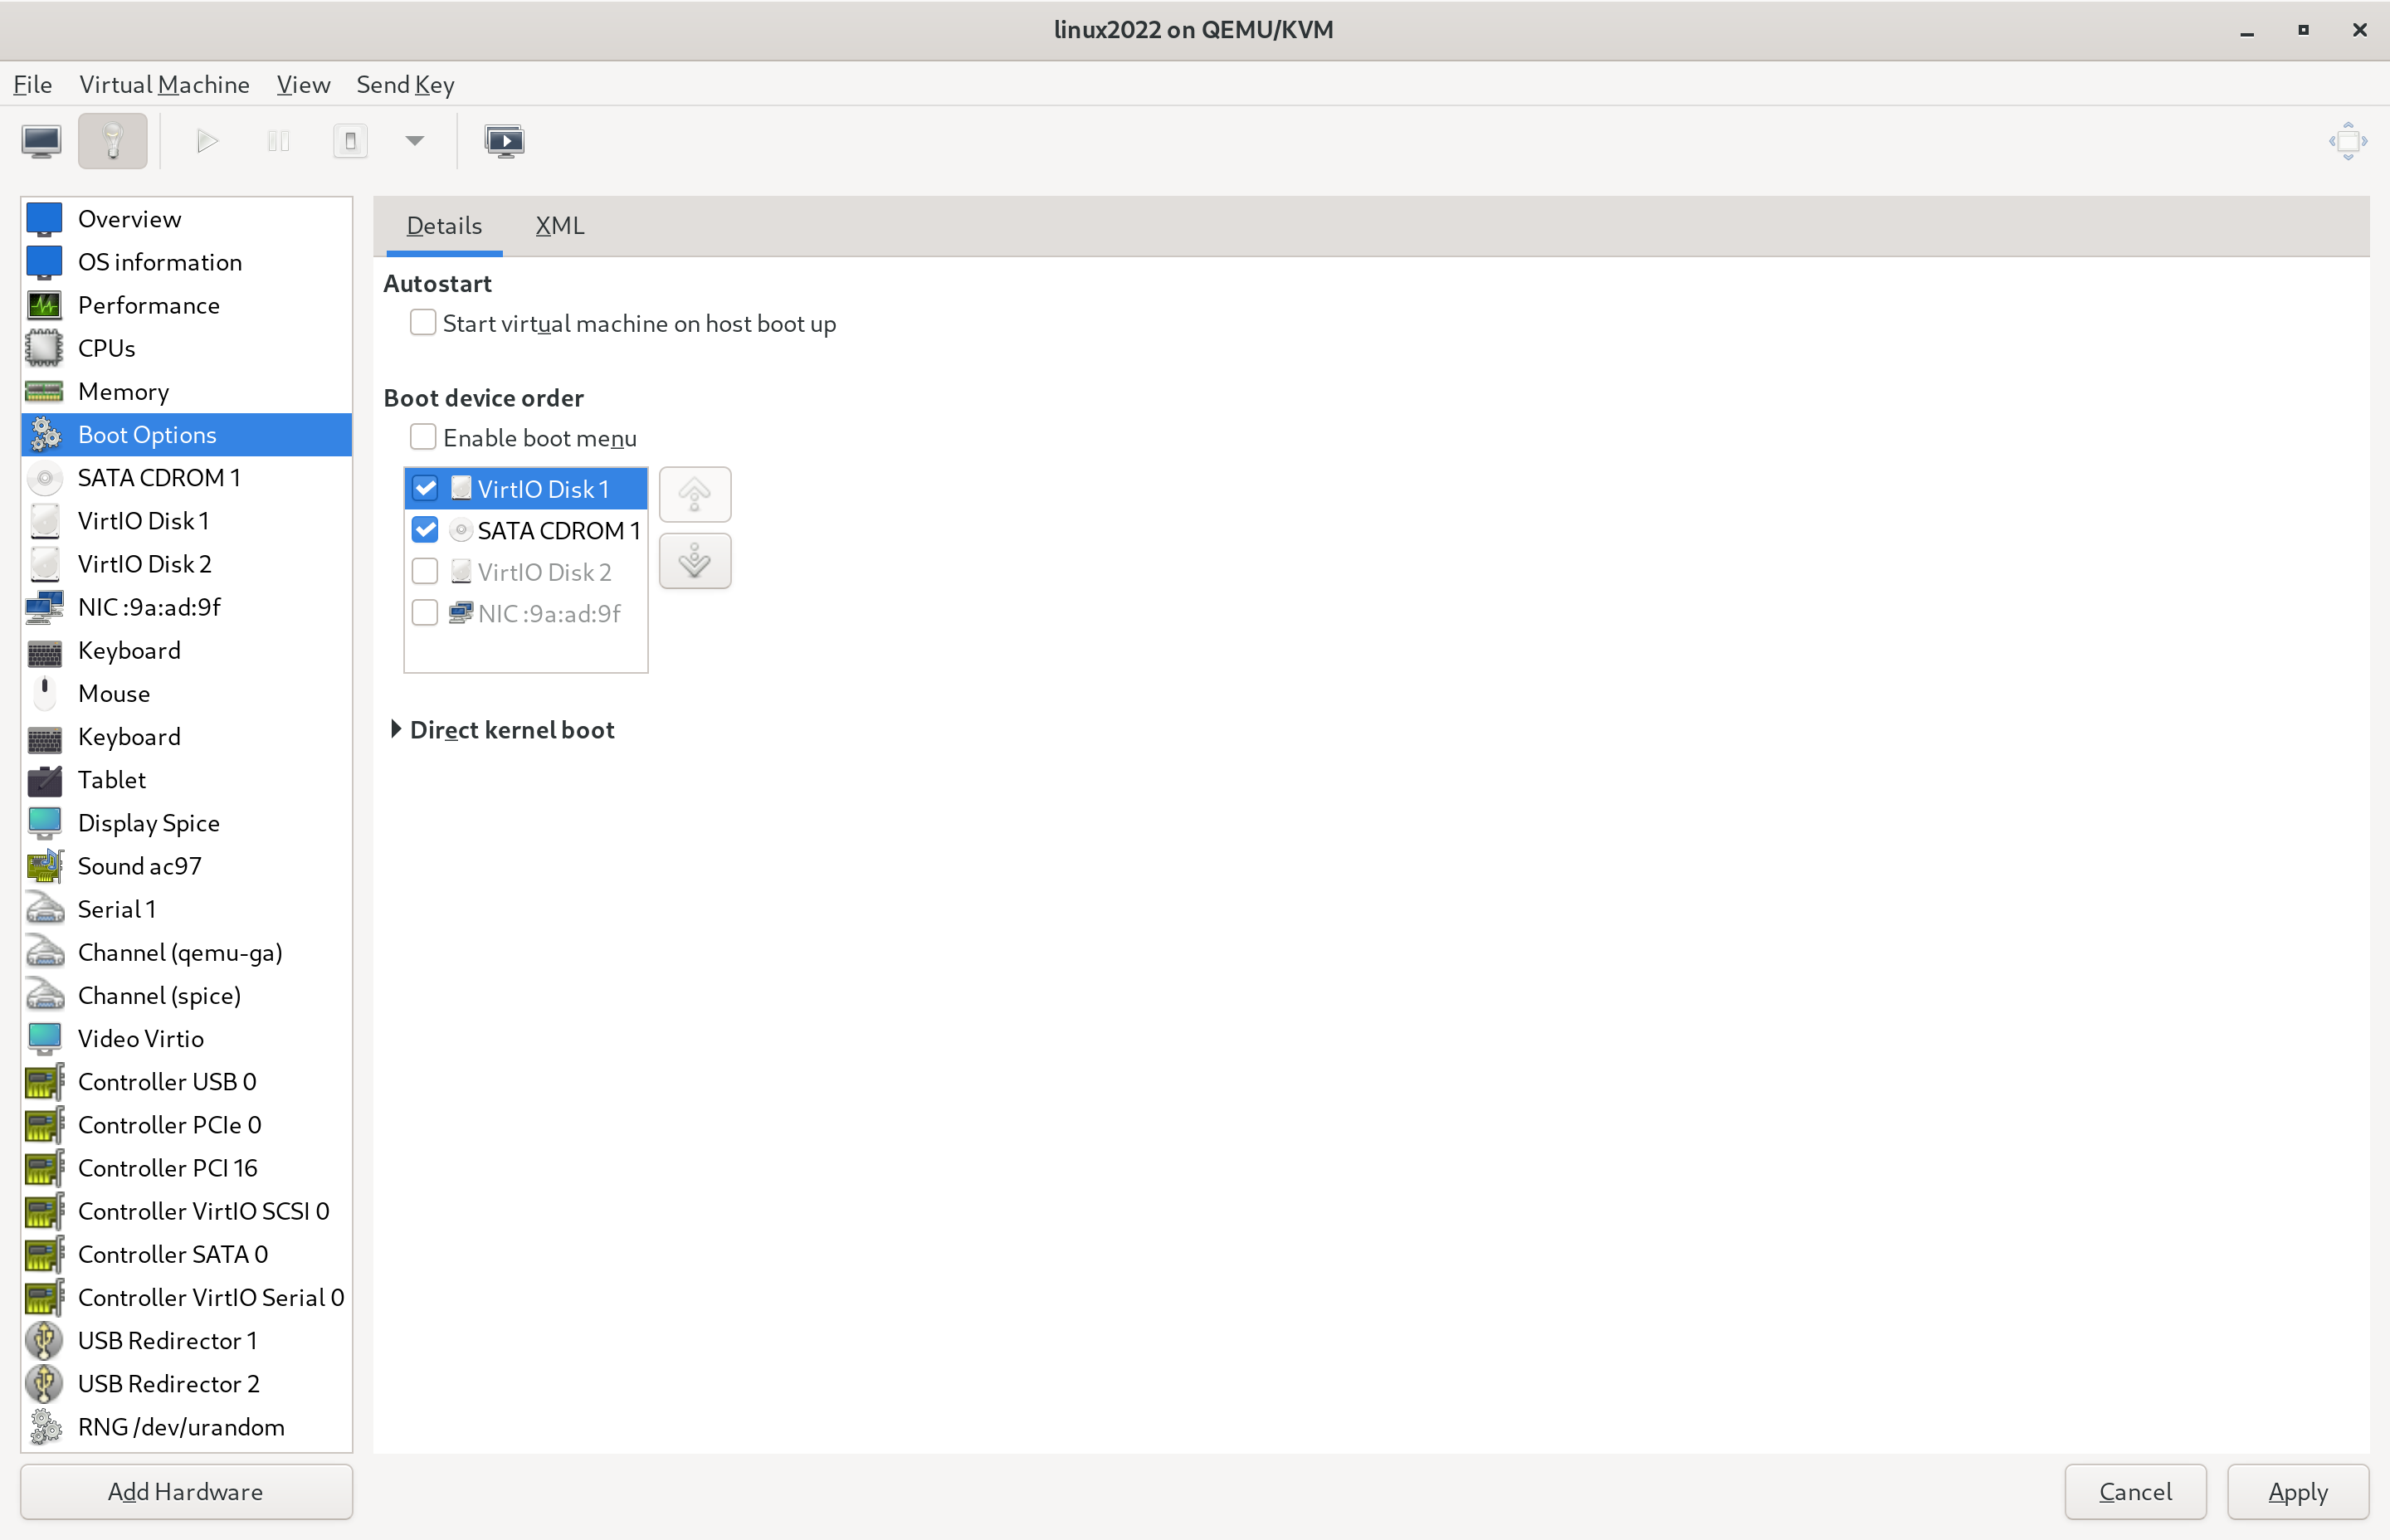 linux2022 on QEMU/KVM
File Virtual Machine View Send Key
Overview
OS information
Performance
CPUs
Memory
Boot Options
SATA CDROM 1
VirtIO Disk 1
VirtIO Disk 2
NIC :9a:ad:9f
Keyboard
Mouse
Keyboard
Tablet
Display Spice
Sound ac97
Serial 1
Channel (qemu-ga)
Channel (spice)
Video Virtio
Controller USB 0
Controller PCIe 0
Controller PCI 16
Controller VirtIO SCSI 0
Controller SATA 0
Controller VirtIO Serial 0
USB Redirector 1
USB Redirector 2
RNG /dev/urandom
Add Hardware
Details XML
Autostart
Start virtual machine on host boot up
Boot device order
Enable boot menu
VirtIO Disk 1
SATA CDROM 1
VirtIO Disk 2
NIC :9a:ad:9f
Direct kernel boot
Cancel Apply